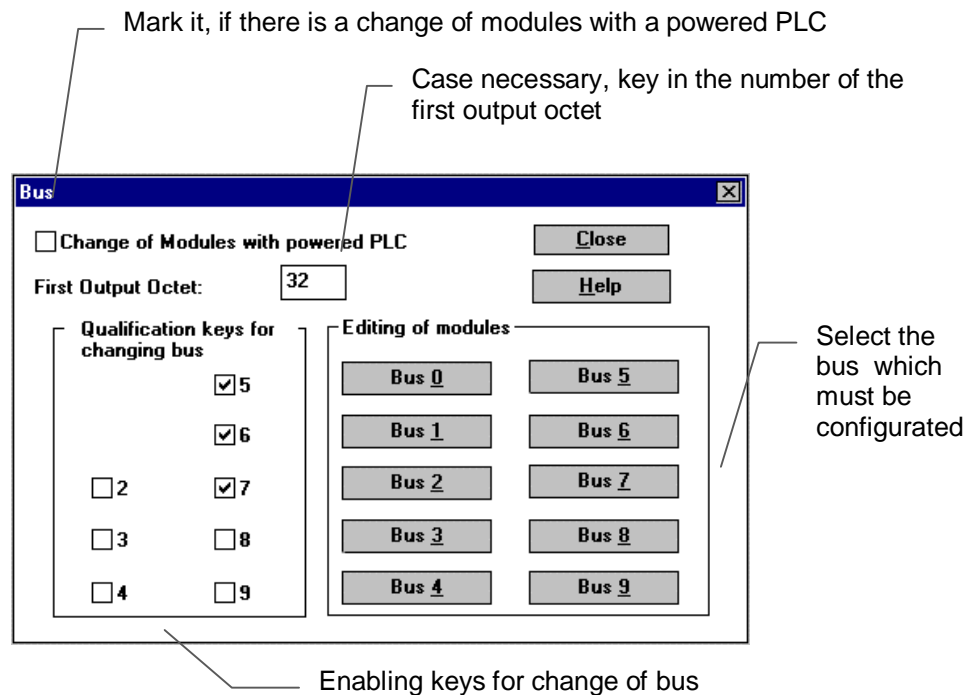 Mark it, if there is a change of modules with a powered PLC
Case necessary, key in the number of the
first output octet
Bus
Change of Modules with powered PLC
Close
First Output Octet:
32
Help
Qualification keys for
changing bus
5
6
2
7
3
8
4
9
Editing of modules
Bus 0
Bus 5
Bus 1
Bus 6
Bus 2
Bus 7
Bus 3
Bus 8
Bus 4
Bus 9
Select the
bus which
must be
configurated
Enabling keys for change of bus